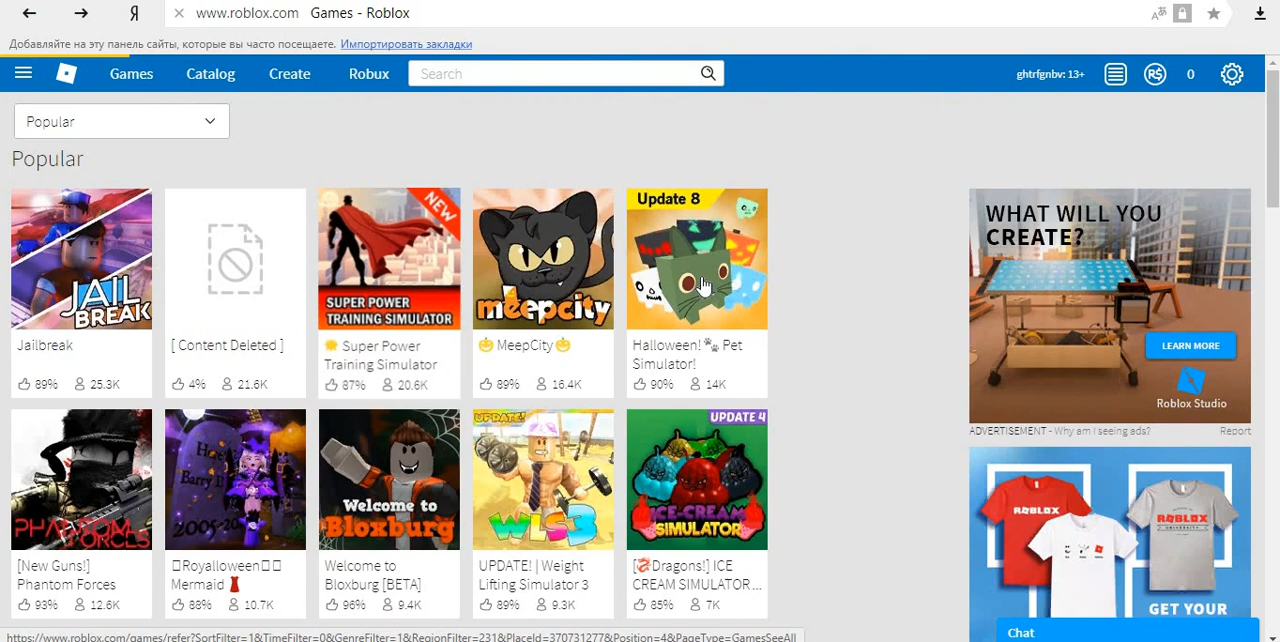 Я
www.roblox.com Games - Roblox
Добавляйте на эту панель сайты, которые вы часто посещаете. Импортировать закладки
Games Catalog Create Robux Search ghtrfgnbv: 13+ R$ 0
Popular
Popular
WHAT WILL YOU
CREATE?
LEARN MORE
Roblox Studio
ADVERTISEMENT - Why am I seeing ads? Report
JAIL
BREAK
Jailbreak
89% 25.3K
[ Content Deleted ]
4% 21.6K
NEW
SUPER POWER
TRAINING SIMULATOR
Super Power
Training Simulator
87% 20.6K
meepcity
MeepCity
89% 16.4K
Update 8
Halloween! Pet
Simulator!
90% 14K
PHANTOM
FORCES
[New Guns!]
Phantom Forces
93% 12.6K
Royalloween
Mermaid
88% 10.7K
Welcome to
Bloxburg
Welcome to
Bloxburg [BETA]
96% 9.4K
UPDATE!
WLS3
UPDATE! | Weight
Lifting Simulator 3
89% 9.3K
UPDATE 4
ICE-CREAM
SIMULATOR
[Dragons!] ICE
CREAM SIMULATOR...
85% 7K
ROBLOX
ROBLOX
GET YOUR
Chat
https://www.roblox.com/games/refer?SortFilter=1&TimeFilter=0&GenreFilter=1&RegionFilter=231&PlaceId=370731277&Position=4&PageType=GamesSeeAll